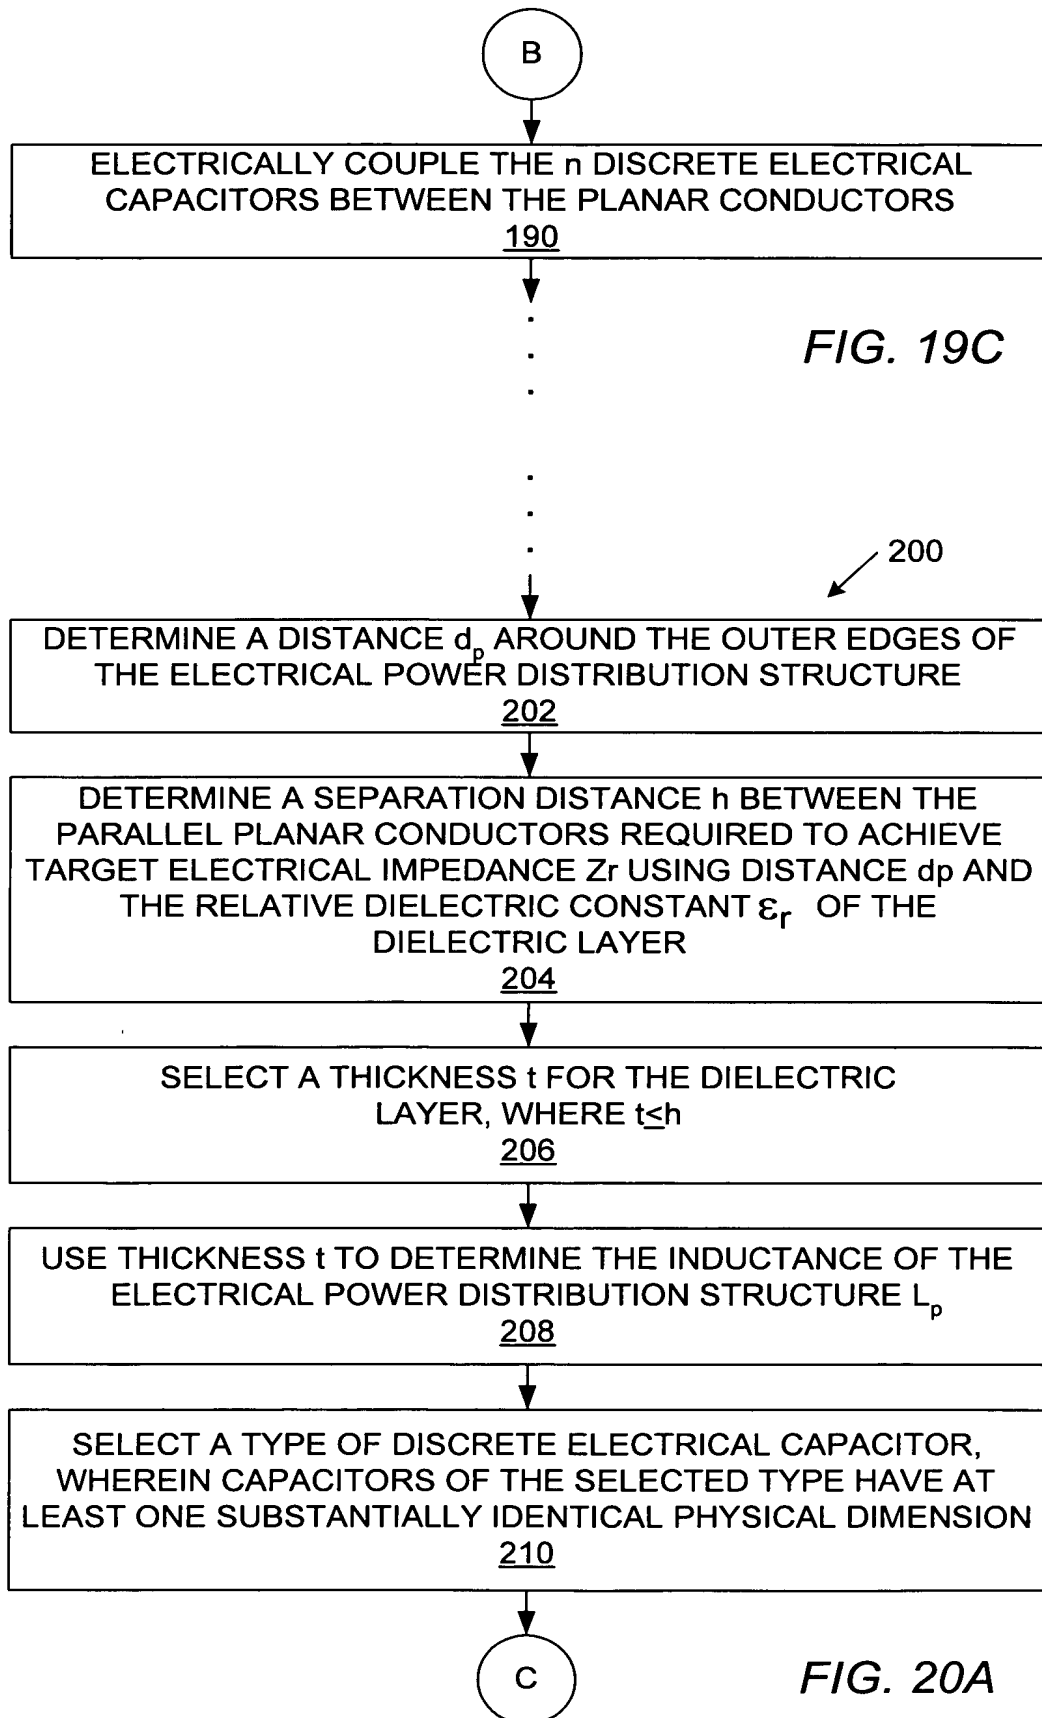 B
ELECTRICALLY COUPLE THE n DISCRETE ELECTRICAL
CAPACITORS BETWEEN THE PLANAR CONDUCTORS
190
FIG. 19C
200
DETERMINE A DISTANCE dp AROUND THE OUTER EDGES OF
THE ELECTRICAL POWER DISTRIBUTION STRUCTURE
202
DETERMINE A SEPARATION DISTANCE h BETWEEN THE
PARALLEL PLANAR CONDUCTORS REQUIRED TO ACHIEVE
TARGET ELECTRICAL IMPEDANCE Zr USING DISTANCE dp AND
THE RELATIVE DIELECTRIC CONSTANT εr OF THE
DIELECTRIC LAYER
204
SELECT A THICKNESS t FOR THE DIELECTRIC
LAYER, WHERE t≤h
206
USE THICKNESS t TO DETERMINE THE INDUCTANCE OF THE
ELECTRICAL POWER DISTRIBUTION STRUCTURE Lp
208
SELECT A TYPE OF DISCRETE ELECTRICAL CAPACITOR,
WHEREIN CAPACITORS OF THE SELECTED TYPE HAVE AT
LEAST ONE SUBSTANTIALLY IDENTICAL PHYSICAL DIMENSION
210
C
FIG. 20A